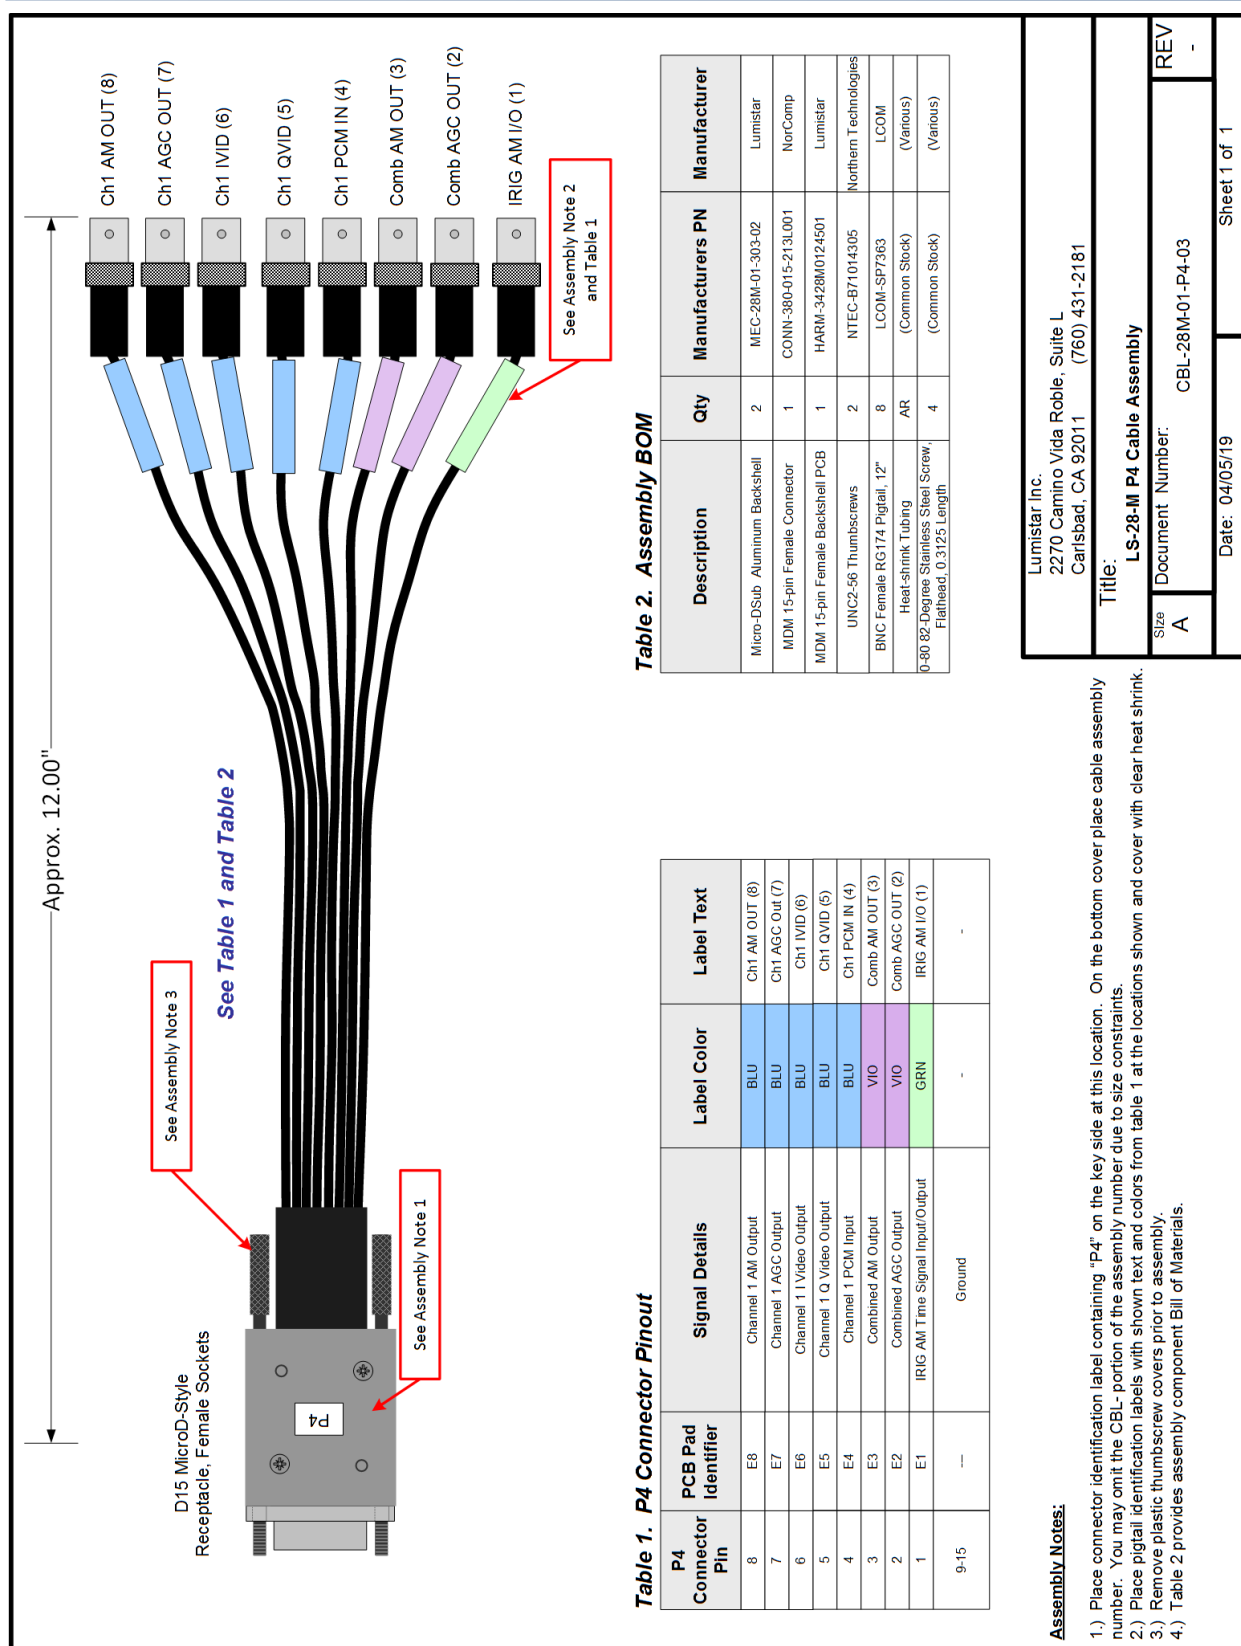 Approx. 12.00"
Ch1 AM OUT (8)
Ch1 AGC OUT (7)
Ch1 IVID (6)
Ch1 QVID (5)
Ch1 PCM IN (4)
Comb AM OUT (3)
Comb AGC OUT (2)
IRIG AM I/O (1)
D15 MicroD-Style
Receptacle, Female Sockets
P4
See Assembly Note 3
See Assembly Note 1
See Table 1 and Table 2
See Assembly Note 2
and Table 1
Table 1. P4 Connector Pinout
P4 Connector Pin PCB Pad Identifier Signal Details Label Color Label Text
8 E8 Channel 1 AM Output BLU Ch1 AM OUT (8)
7 E7 Channel 1 AGC Output BLU Ch1 AGC Out (7)
6 E6 Channel 1 I Video Output BLU Ch1 IVID (6)
5 E5 Channel 1 Q Video Output BLU Ch1 QVID (5)
4 E4 Channel 1 PCM Input BLU Ch1 PCM IN (4)
3 E3 Combined AM Output VIO Comb AM OUT (3)
2 E2 Combined AGC Output VIO Comb AGC OUT (2)
1 E1 IRIG AM Time Signal Input/Output GRN IRIG AM I/O (1)
9-15 --- Ground - -
Table 2. Assembly BOM
Description Qty Manufacturers PN Manufacturer
Micro-DSub Aluminum Backshell 2 MEC-28M-01-303-02 Lumistar
MDM 15-pin Female Connector 1 CONN-380-015-213L001 NorComp
MDM 15-pin Female Backshell PCB 1 HARM-3428M0124501 Lumistar
UNC2-56 Thumbscrews 2 NTEC-B71014305 Northern Technologies
BNC Female RG174 Pigtail, 12" 8 LCOM-SP7363 LCOM
Heat-shrink Tubing AR (Common Stock) (Various)
0-80 82-Degree Stainless Steel Screw, Flathead, 0.3125 Length 4 (Common Stock) (Various)
Assembly Notes:
1.) Place connector identification label containing "P4" on the key side at this location. On the bottom cover place cable assembly
number. You may omit the CBL- portion of the assembly number due to size constraints.
2.) Place pigtail identification labels with shown text and colors from table 1 at the locations shown and cover with clear heat shrink.
3.) Remove plastic thumbscrew covers prior to assembly.
4.) Table 2 provides assembly component Bill of Materials.
Lumistar Inc.
2270 Camino Vida Roble, Suite L
Carlsbad, CA 92011 (760) 431-2181
Title:
LS-28-M P4 Cable Assembly
Size
A
Document Number:
CBL-28M-01-P4-03
REV
-
Date: 04/05/19
Sheet 1 of 1